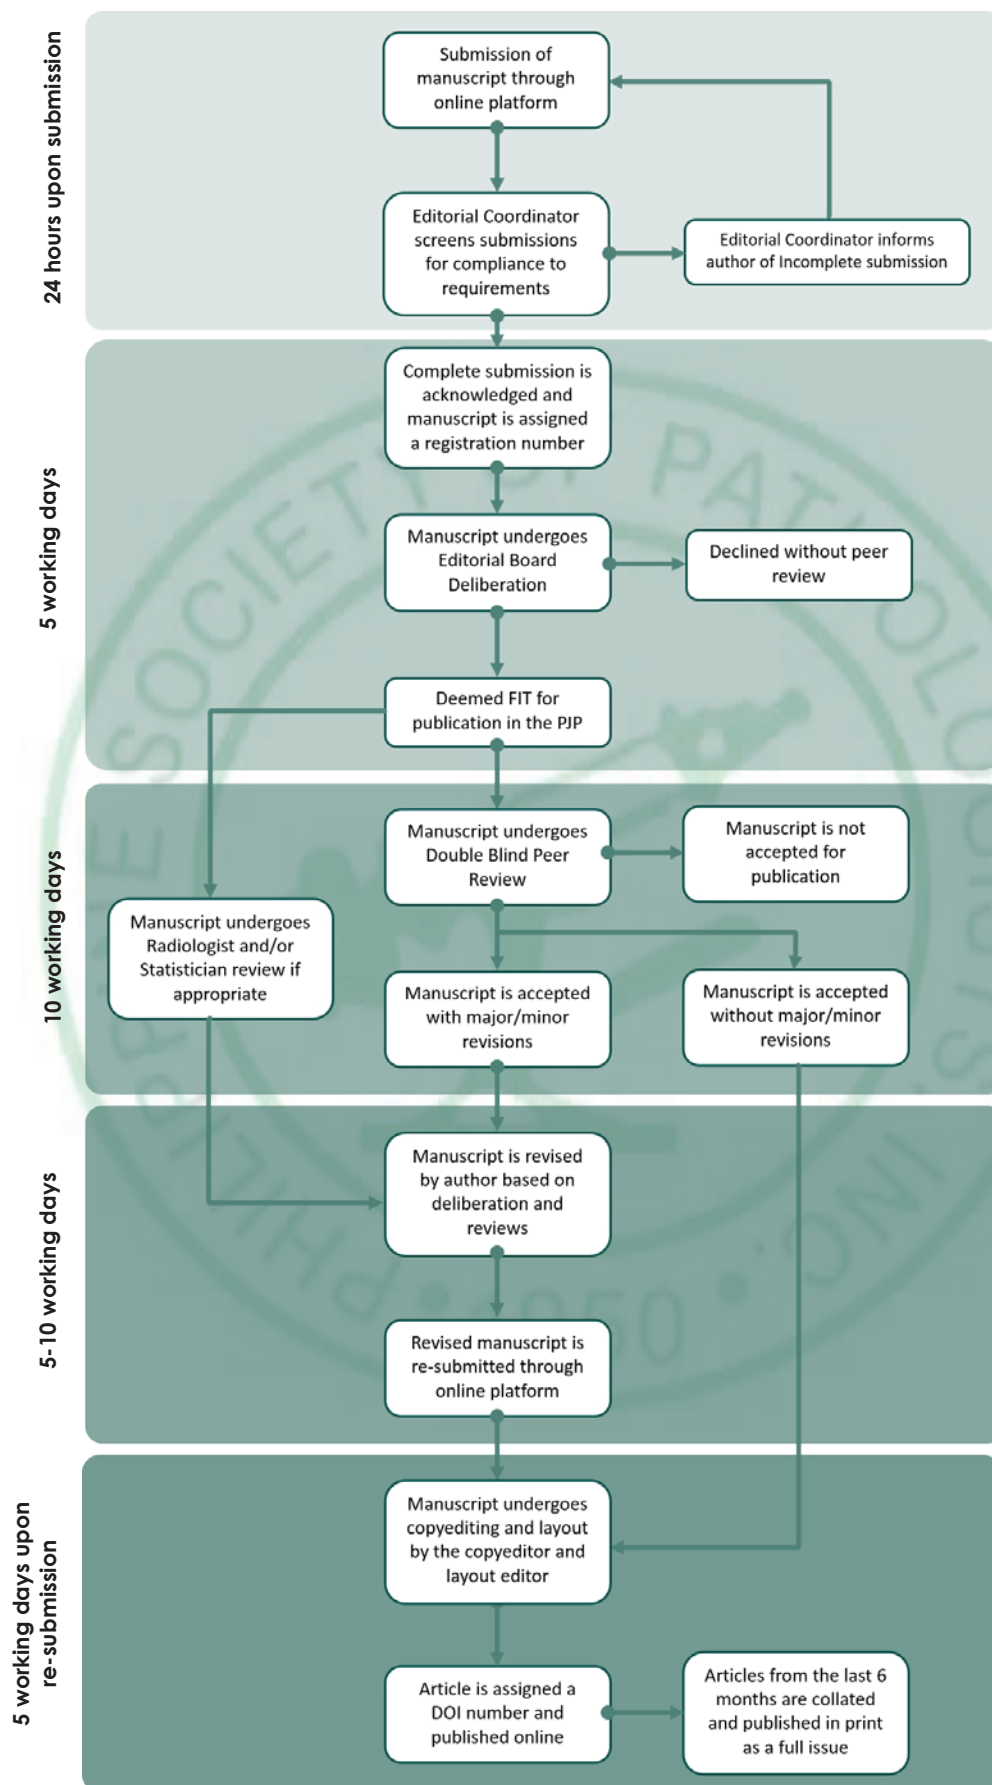 24 hours upon submission
Submission of
manuscript through
online platform
Editorial Coordinator
screens submissions
for compliance to
requirements
Editorial Coordinator informs
author of Incomplete submission
5 working days
Complete submission is
acknowledged and
manuscript is assigned
a registration number
Manuscript undergoes
Editorial Board
Deliberation
Declined without peer
review
Deemed FIT for
publication in the PJP
10 working days
Manuscript undergoes
Double Blind Peer
Review
Manuscript is not
accepted for
publication
Manuscript undergoes
Radiologist and/or
Statistician review if
appropriate
Manuscript is accepted
with major/minor
revisions
Manuscript is accepted
without major/minor
revisions
5-10 working days
Manuscript is revised
by author based on
deliberation and
reviews
Revised manuscript is
re-submitted through
online platform
5 working days upon
re-submission
Manuscript undergoes
copyediting and layout
by the copyeditor and
layout editor
Article is assigned a
DOI number and
published online
Articles from the last 6
months are collated
and published in print
as a full issue
SOCIETY
PATHOLOGISTS, INC.